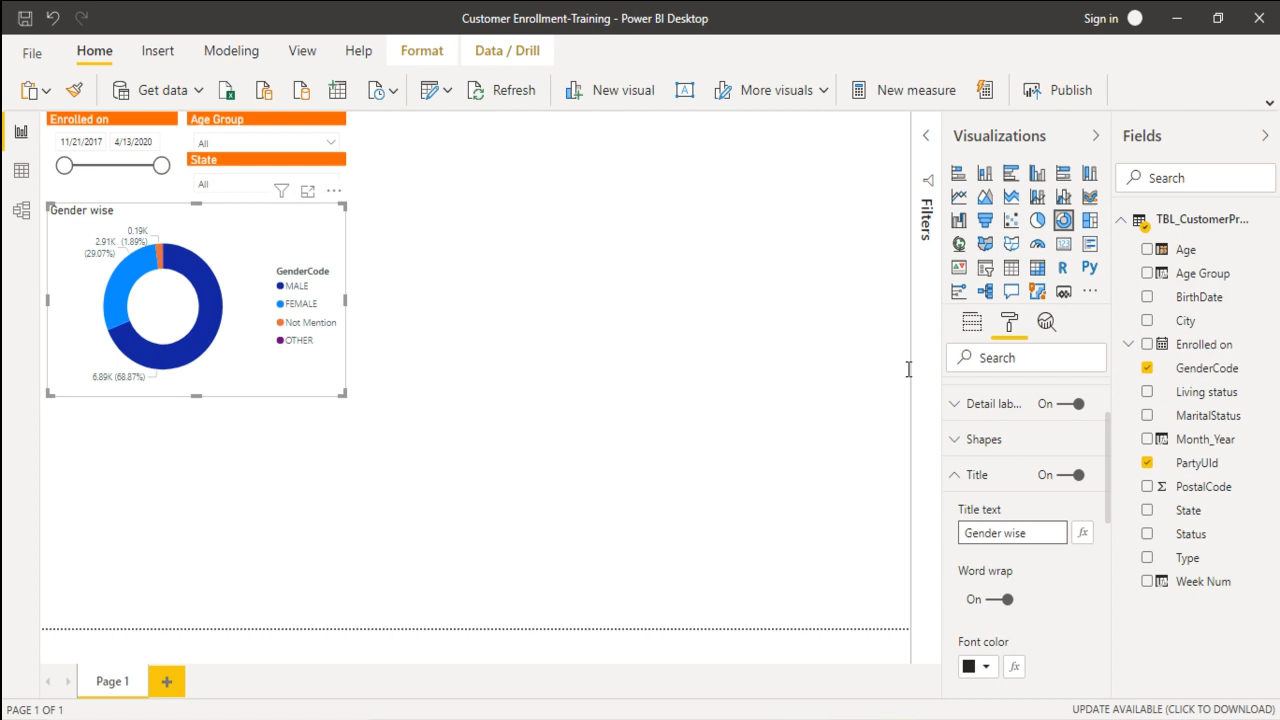 Customer Enrollment-Training - Power BI Desktop
Sign in
File
Home
Insert
Modeling
View
Help
Format
Data / Drill
Get data
Refresh
New visual
More visuals
New measure
Publish
Enrolled on
11/21/2017
4/13/2020
Age Group
All
State
All
Gender wise
0.19K
(1.89%)
2.91K
(29.07%)
6.89K (68.87%)
GenderCode
MALE
FEMALE
Not Mention
OTHER
Filters
Visualizations
R
Py
Search
Detail lab...
On
Shapes
Title
On
Title text
Gender wise
fx
Word wrap
On
Font color
fx
Fields
Search
TBL_CustomerPr...
Age
Age Group
BirthDate
City
Enrolled on
GenderCode
Living status
MaritalStatus
Month_Year
PartyUId
Σ PostalCode
State
Status
Type
Week Num
Page 1
PAGE 1 OF 1
UPDATE AVAILABLE (CLICK TO DOWNLOAD)